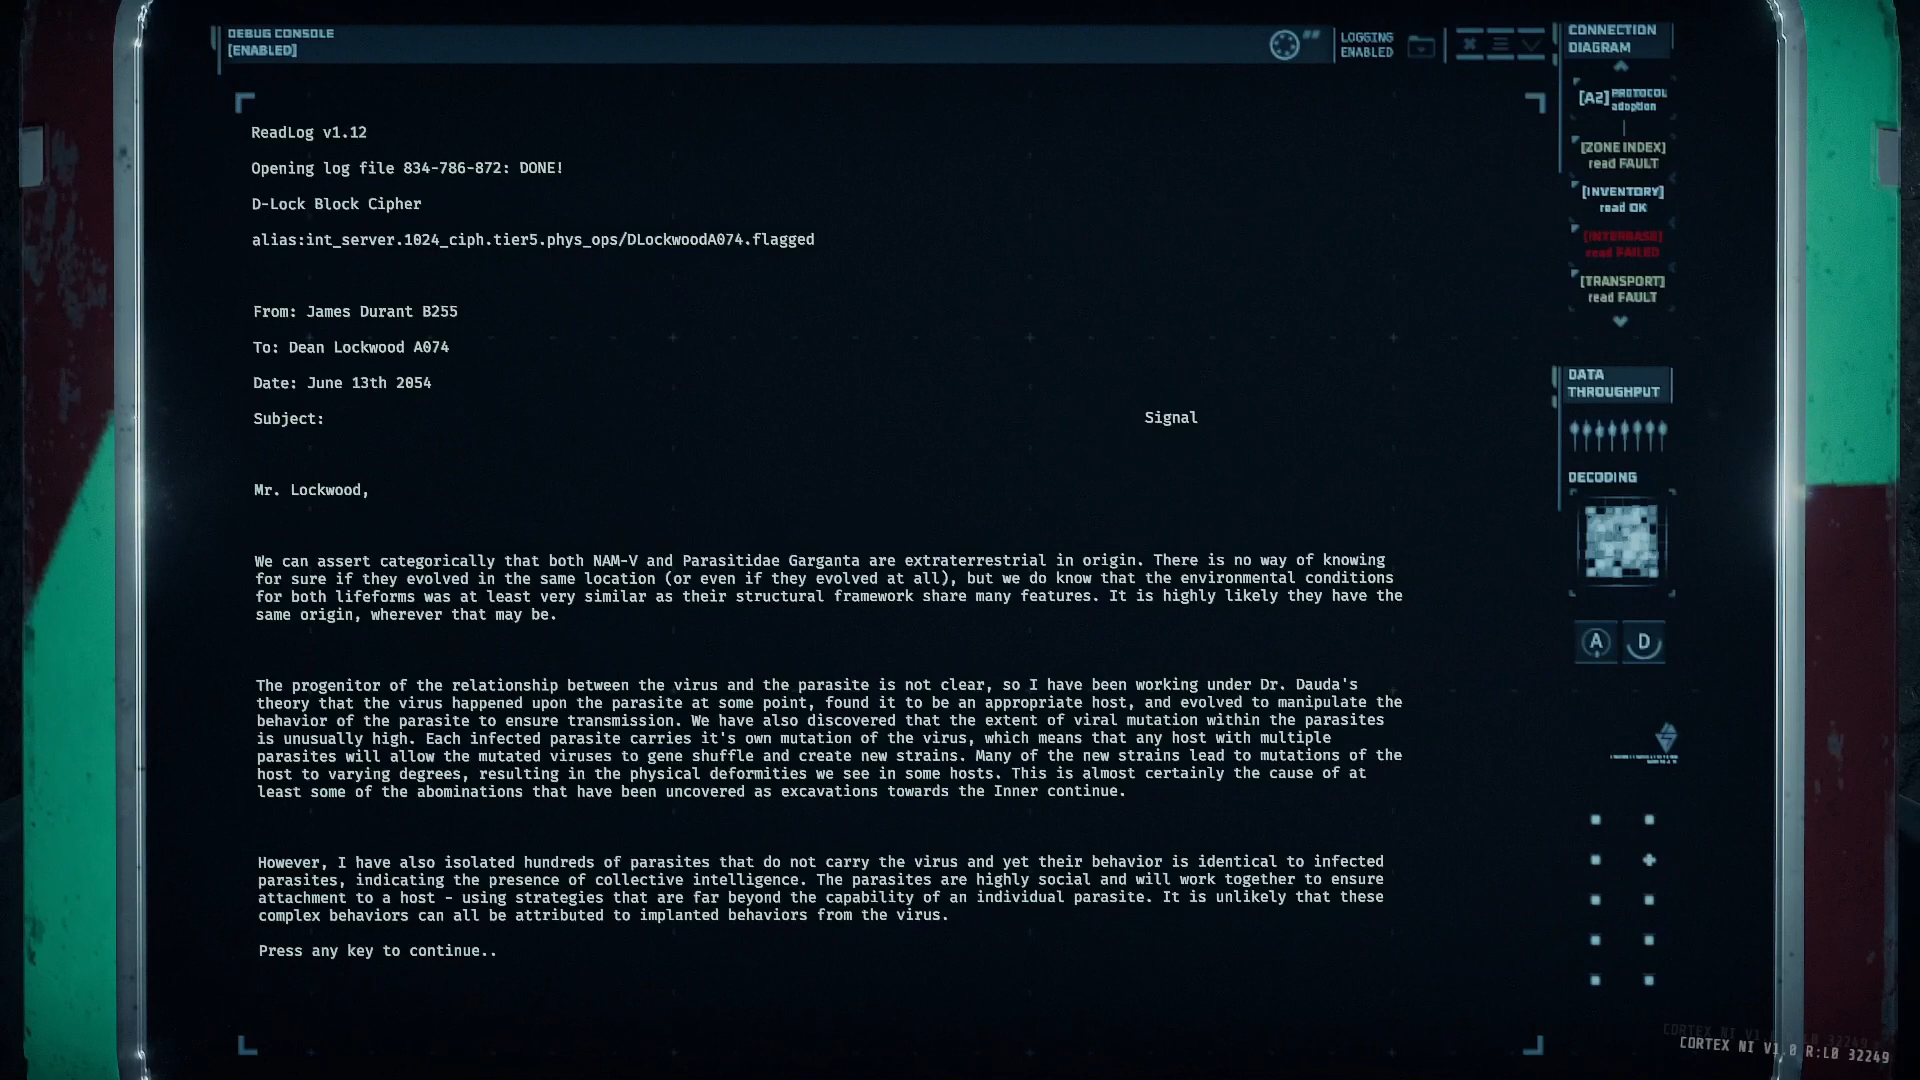 DEBUG CONSOLE
[ENABLED]
LOGGING
ENABLED
ReadLog v1.12
Opening log file 834-786-872: DONE!
D-Lock Block Cipher
alias:int_server.1024_ciph.tier5.phys_ops/DLockwoodA074.flagged
From: James Durant B255
To: Dean Lockwood A074
Date: June 13th 2054
Subject: Signal
Mr. Lockwood,
We can assert categorically that both NAM-V and Parasitidae Garganta are extraterrestrial in origin. There is no way of knowing
for sure if they evolved in the same location (or even if they evolved at all), but we do know that the environmental conditions
for both lifeforms was at least very similar as their structural framework share many features. It is highly likely they have the
same origin, wherever that may be.
The progenitor of the relationship between the virus and the parasite is not clear, so I have been working under Dr. Dauda's
theory that the virus happened upon the parasite at some point, found it to be an appropriate host, and evolved to manipulate the
behavior of the parasite to ensure transmission. We have also discovered that the extent of viral mutation within the parasites
is unusually high. Each infected parasite carries it's own mutation of the virus, which means that any host with multiple
parasites will allow the mutated viruses to gene shuffle and create new strains. Many of the new strains lead to mutations of the
host to varying degrees, resulting in the physical deformities we see in some hosts. This is almost certainly the cause of at
least some of the abominations that have been uncovered as excavations towards the Inner continue.
However, I have also isolated hundreds of parasites that do not carry the virus and yet their behavior is identical to infected
parasites, indicating the presence of collective intelligence. The parasites are highly social and will work together to ensure
attachment to a host - using strategies that are far beyond the capability of an individual parasite. It is unlikely that these
complex behaviors can all be attributed to implanted behaviors from the virus.
Press any key to continue..
CONNECTION
DIAGRAM
[A2] PROTOCOL
adoption
[ZONE INDEX]
read FAULT
[INVENTORY]
read OK
[INTERBASE]
read FAILED
[TRANSPORT]
read FAULT
DATA
THROUGHPUT
DECODING
A D
CORTEX NI V1.0 R:L0 32249